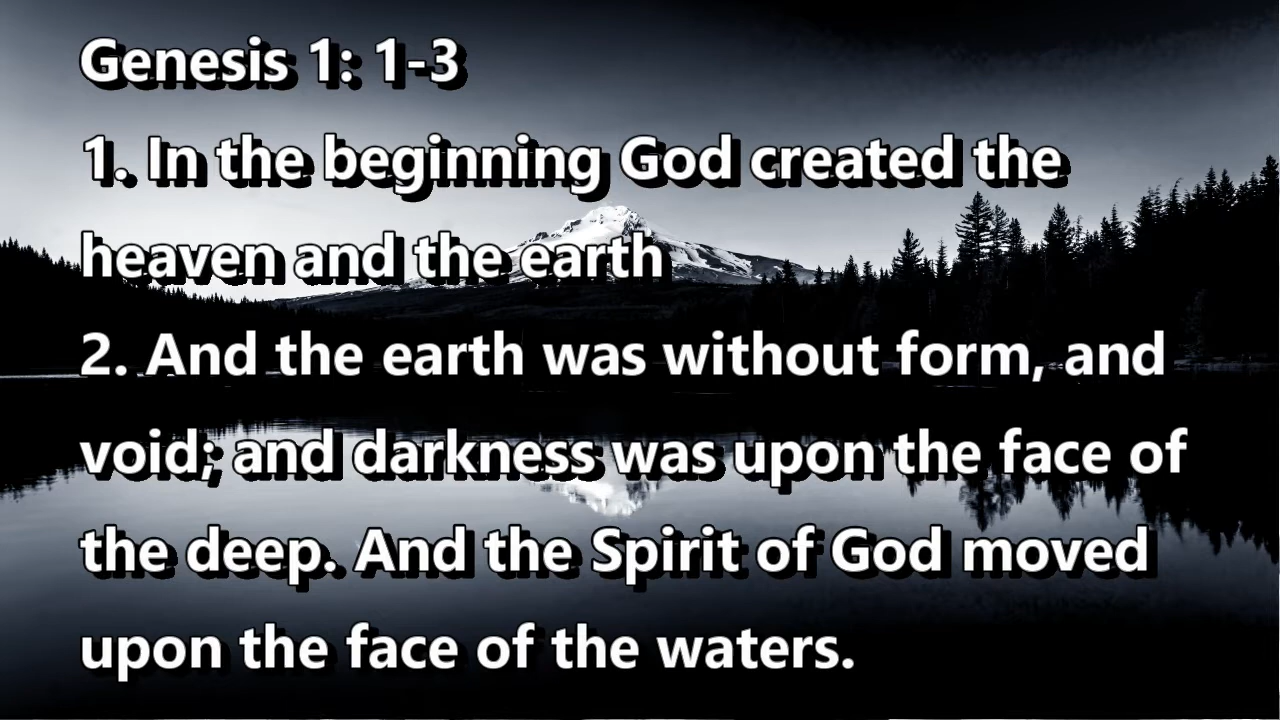 Genesis 1: 1-3
1. In the beginning God created the
heaven and the earth
2. And the earth was without form, and
void; and darkness was upon the face of
the deep. And the Spirit of God moved
upon the face of the waters.